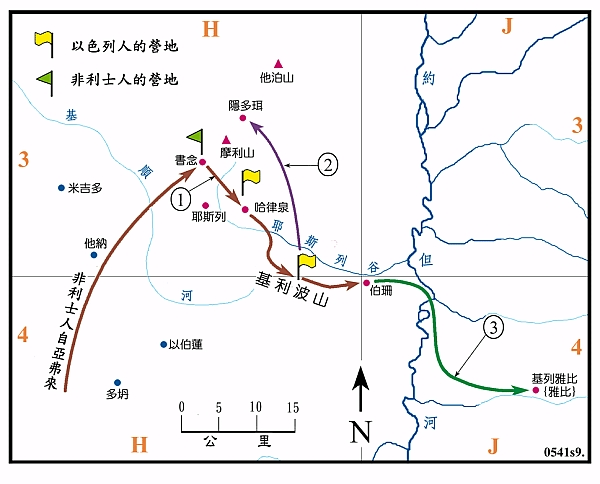 H
J
以色列人的營地
非利士人的營地
他泊山
約
基
隱多珥
3
3
順
書念
摩利山
②
米吉多
①
哈律泉
耶斯列
耶
斯
列
谷
但
他納
基利波山
伯珊
非利士人自亞弗來
河
4
4
③
以伯蓮
多坍
基列雅比
{雅比}
0 5 10 15
公 里
N
河
H
J
0541s9.